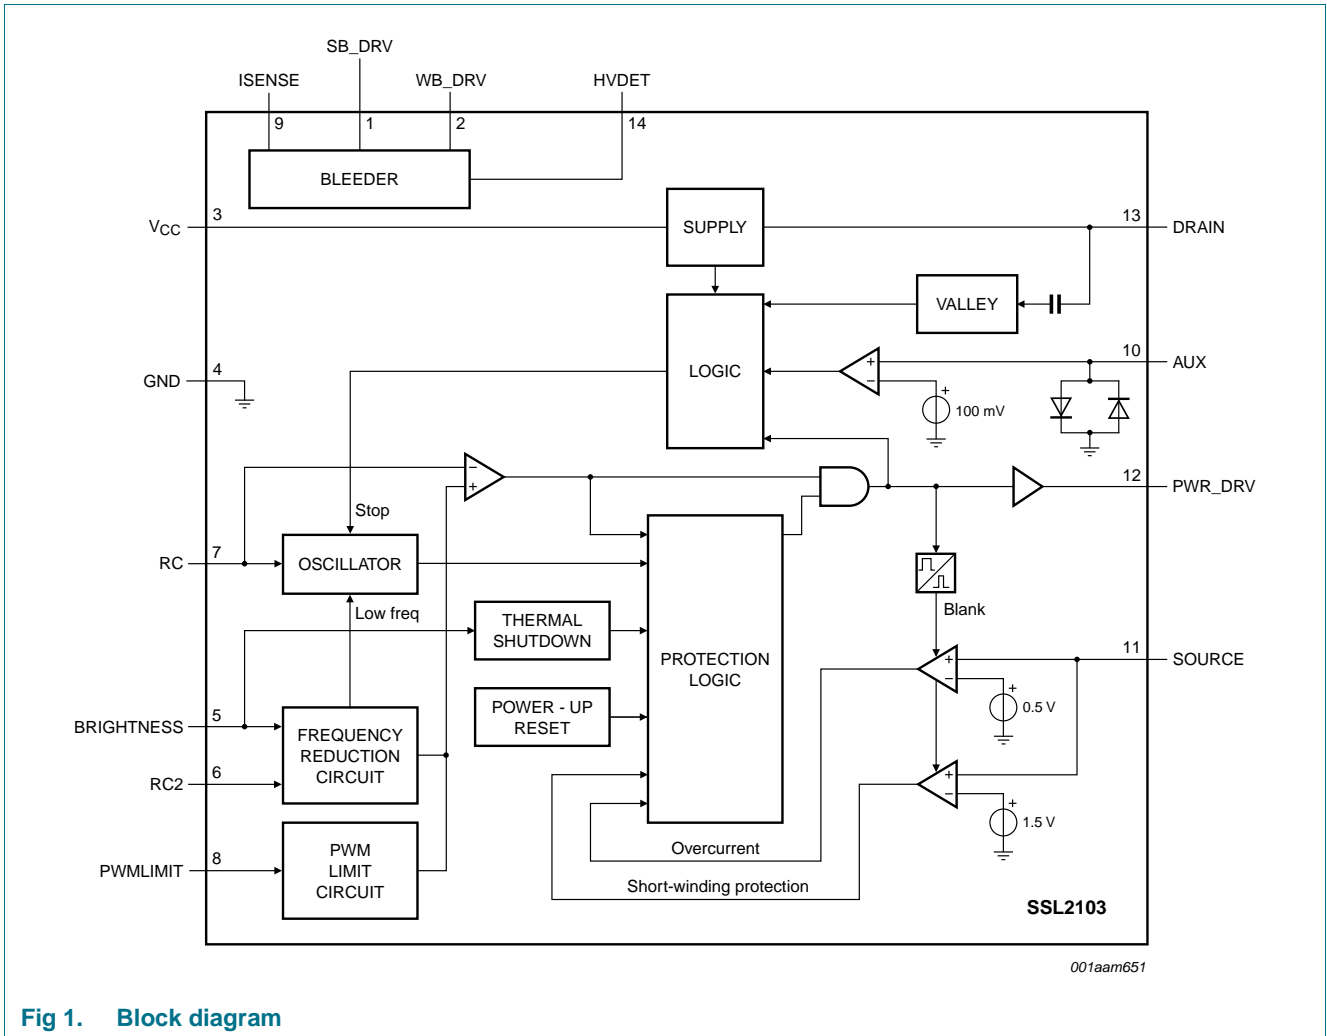 SB_DRV
ISENSE
WB_DRV
HVDET
9
1
2
14
BLEEDER
3
VCC
SUPPLY
13
DRAIN
VALLEY
10
AUX
4
GND
LOGIC
+
−
+
100 mV
−
+
12
PWR_DRV
Stop
7
RC
OSCILLATOR
Low freq
Blank
THERMAL
SHUTDOWN
11
SOURCE
PROTECTION
LOGIC
+
−
+
0.5 V
POWER - UP
RESET
5
BRIGHTNESS
FREQUENCY
REDUCTION
CIRCUIT
6
RC2
+
−
+
1.5 V
8
PWMLIMIT
PWM
LIMIT
CIRCUIT
Overcurrent
Short-winding protection
SSL2103
001aam651
Fig 1. Block diagram